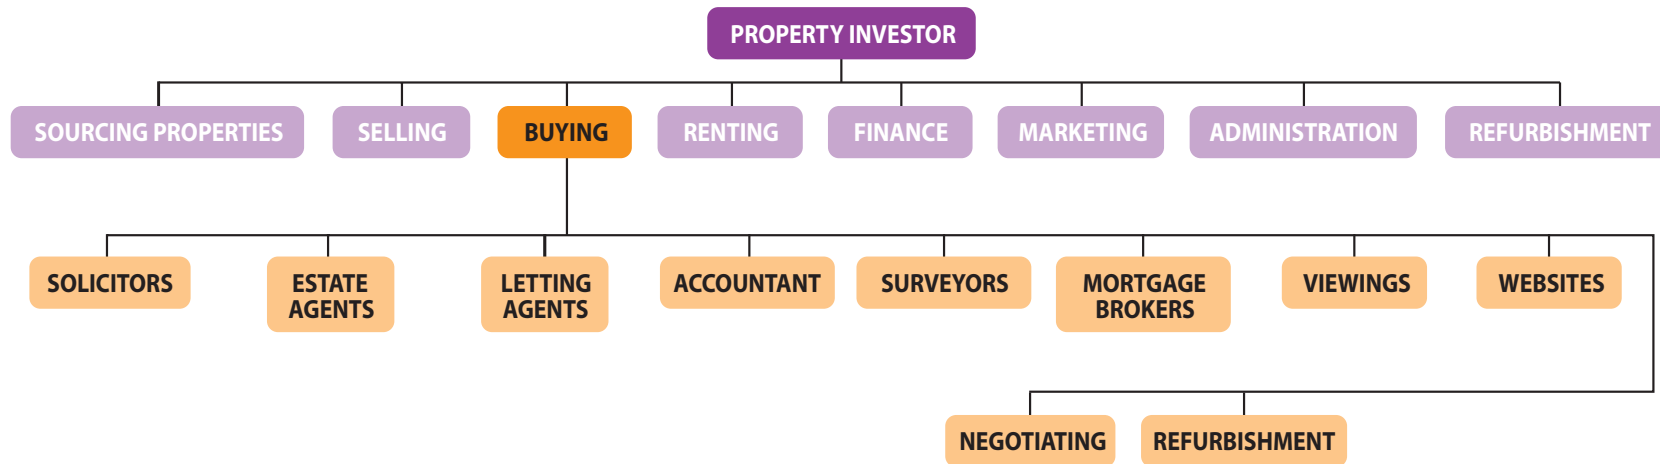 PROPERTY INVESTOR
SOURCING PROPERTIES
SELLING
BUYING
RENTING
FINANCE
MARKETING
ADMINISTRATION
REFURBISHMENT
SOLICITORS
ESTATE
AGENTS
LETTING
AGENTS
ACCOUNTANT
SURVEYORS
MORTGAGE
BROKERS
VIEWINGS
WEBSITES
NEGOTIATING
REFURBISHMENT